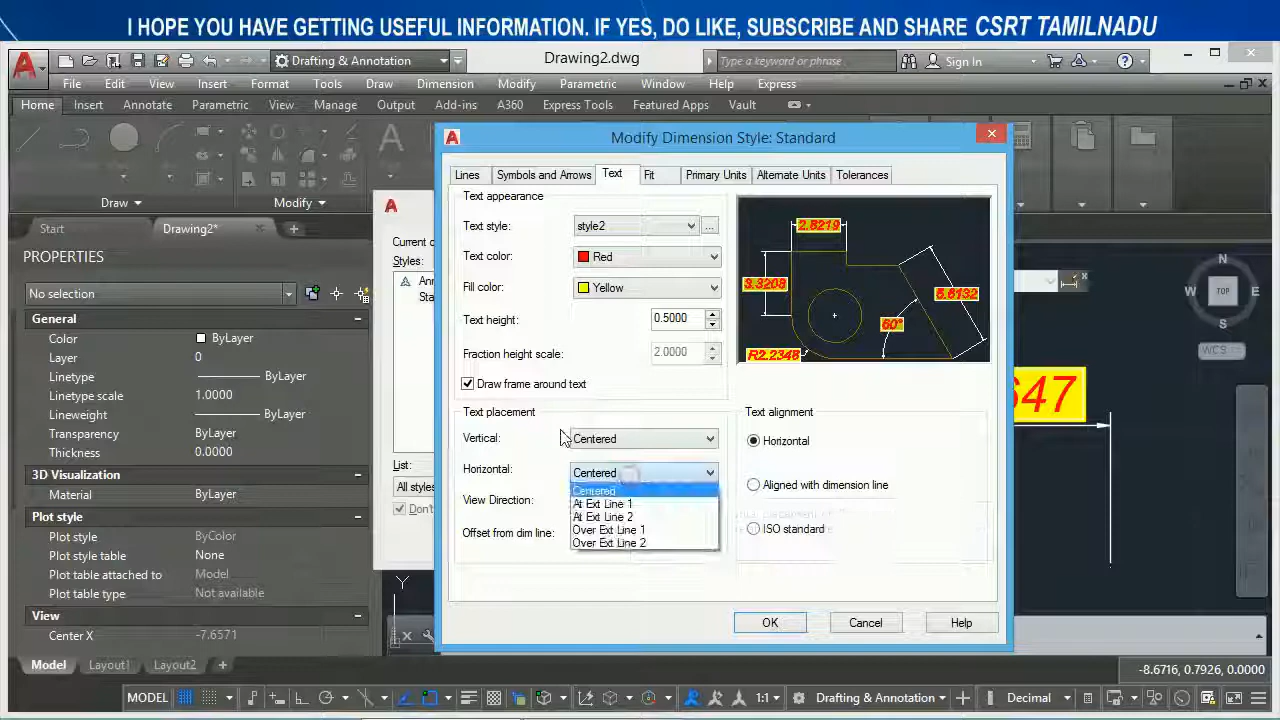 I HOPE YOU HAVE GETTING USEFUL INFORMATION. IF YES, DO LIKE, SUBSCRIBE AND SHARE CSRT TAMILNADU
Drafting & Annotation
Drawing2.dwg
Type a keyword or phrase
Sign In
File Edit View Insert Format Tools Draw Dimension Modify Parametric Window Help Express
Home Insert Annotate Parametric View Manage Output Add-ins A360 Express Tools Featured Apps Vault
Draw
Modify
Start
Drawing2*
PROPERTIES
No selection
General
Color ByLayer
Layer 0
Linetype ByLayer
Linetype scale 1.0000
Lineweight ByLayer
Transparency ByLayer
Thickness 0.0000
3D Visualization
Material ByLayer
Plot style
Plot style ByColor
Plot style table None
Plot table attached to Model
Plot table type Not available
View
Center X -7.6571
Current d
Styles:
Ann
Sta
List:
All styles
Don't
Modify Dimension Style: Standard
Lines Symbols and Arrows Text Fit Primary Units Alternate Units Tolerances
Text appearance
Text style: style2 ...
Text color: Red
Fill color: Yellow
Text height: 0.5000
Fraction height scale: 2.0000
Draw frame around text
2.8219
3.3208
5.6132
60°
R2.2348
Text placement
Vertical: Centered
Horizontal: Centered
Centered
At Ext Line 1
At Ext Line 2
Over Ext Line 1
Over Ext Line 2
View Direction:
Offset from dim line:
Text alignment
Horizontal
Aligned with dimension line
ISO standard
OK Cancel Help
N
W TOP E
S
WCS
647
Y
Model Layout1 Layout2 +
-8.6716, 0.7926, 0.0000
MODEL
1:1
Drafting & Annotation
Decimal